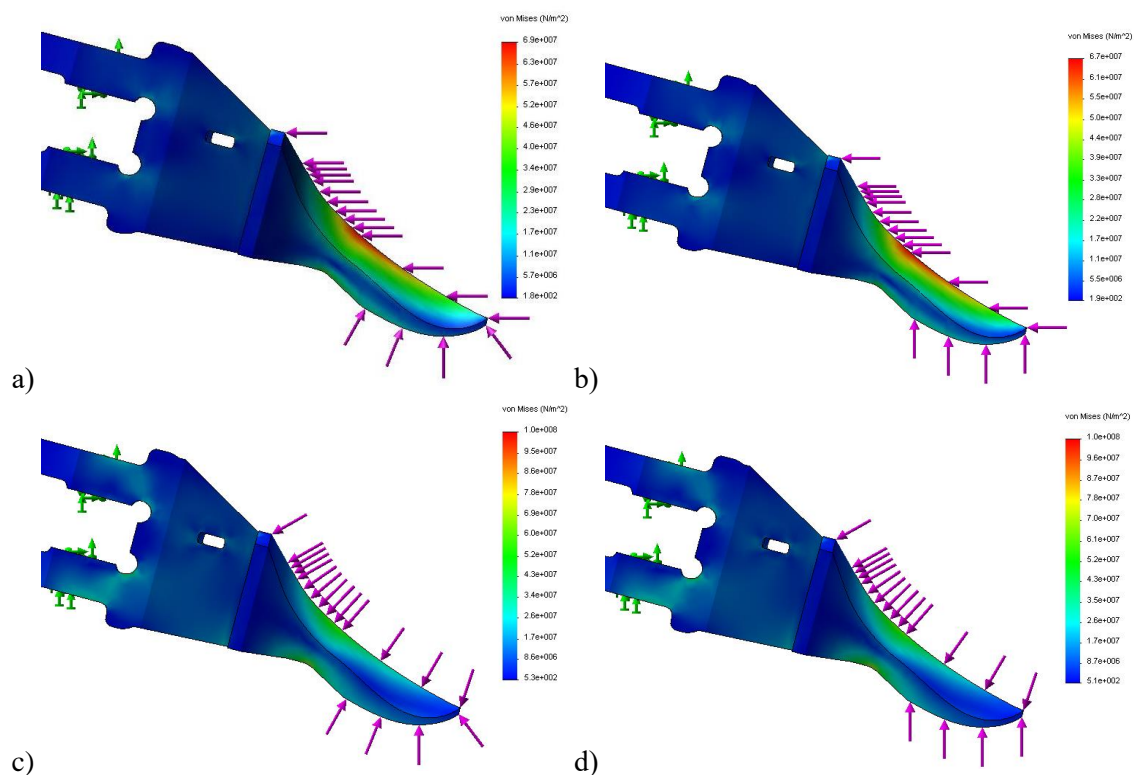 von Mises (N/m^2)
6.9e+007
6.3e+007
5.7e+007
5.2e+007
4.6e+007
4.0e+007
3.4e+007
2.9e+007
2.3e+007
1.7e+007
1.1e+007
5.7e+006
1.8e+002
a)
von Mises (N/m^2)
6.7e+007
6.1e+007
5.5e+007
5.0e+007
4.4e+007
3.9e+007
3.3e+007
2.8e+007
2.2e+007
1.7e+007
1.1e+007
5.5e+006
1.9e+002
b)
von Mises (N/m^2)
1.0e+008
9.5e+007
8.6e+007
7.7e+007
6.9e+007
6.0e+007
5.2e+007
4.3e+007
3.4e+007
2.6e+007
1.7e+007
8.6e+006
5.3e+002
c)
von Mises (N/m^2)
1.0e+008
9.6e+007
8.7e+007
7.8e+007
7.0e+007
6.1e+007
5.2e+007
4.3e+007
3.5e+007
2.6e+007
1.7e+007
8.7e+006
5.1e+002
d)